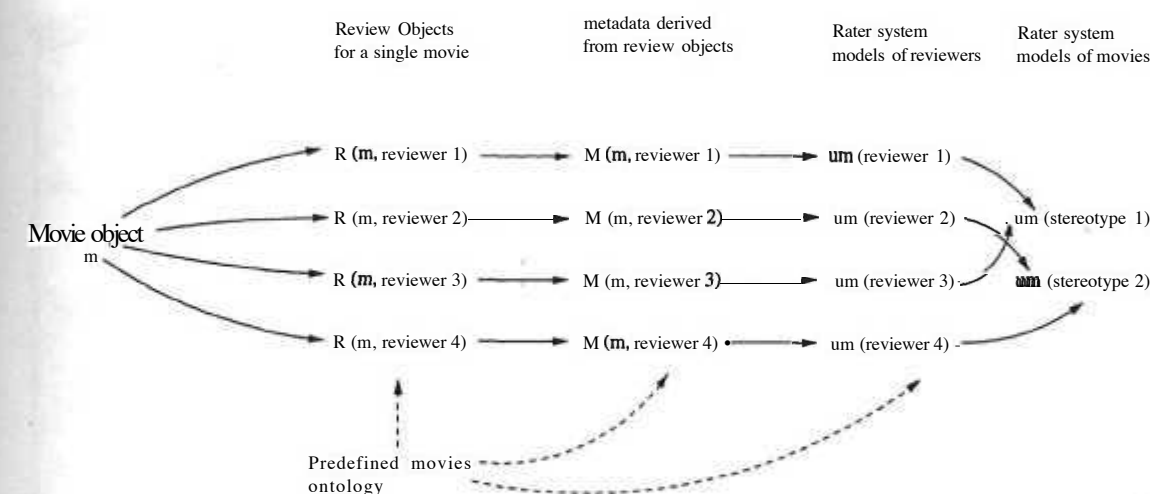 Review Objects
for a single movie
metadata derived
from review objects
Rater system
models of reviewers
Rater system
models of movies
R (m, reviewer 1)
M (m, reviewer 1)
um (reviewer 1)
R (m, reviewer 2)
M (m, reviewer 2)
um (reviewer 2)
um (stereotype 1)
Movie object
m
R (m, reviewer 3)
M (m, reviewer 3)
um (reviewer 3)
um (stereotype 2)
R (m, reviewer 4)
M (m, reviewer 4)
um (reviewer 4)
Predefined movies
ontology